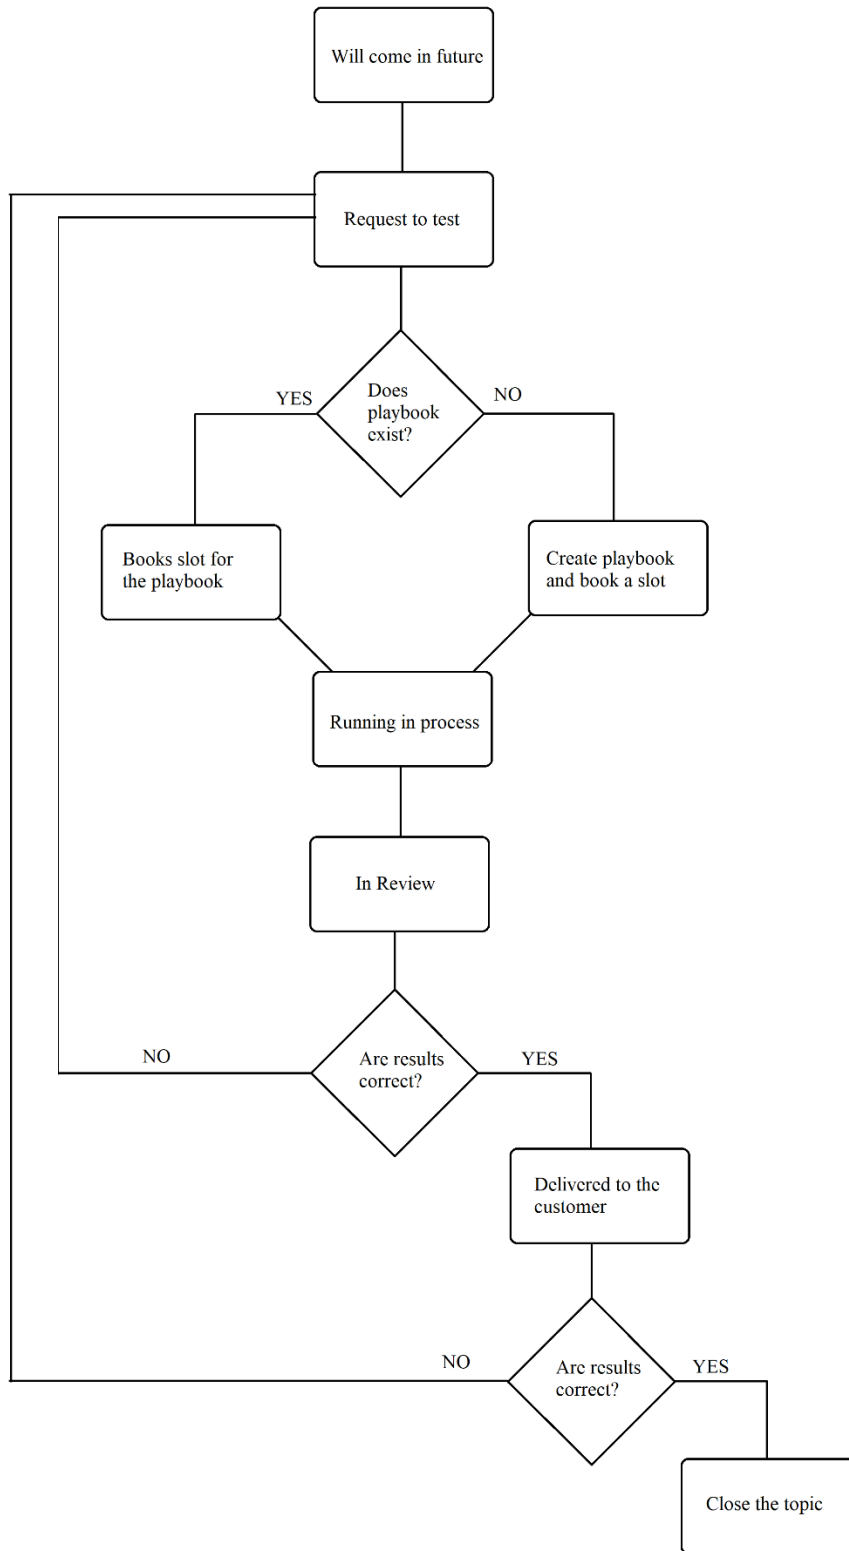 Will come in future
Request to test
YES
NO
Does
playbook
exist?
Books slot for
the playbook
Create playbook
and book a slot
Running in process
In Review
NO
YES
Are results
correct?
Delivered to the
customer
NO
YES
Are results
correct?
Close the topic